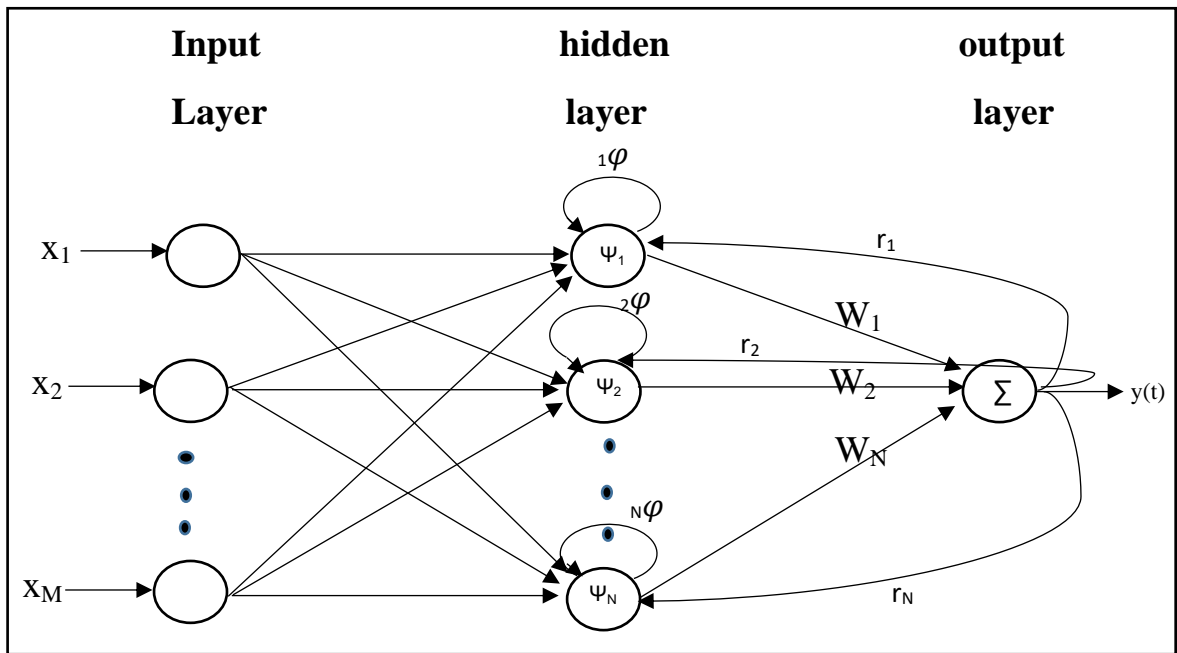 Input hidden output
Layer layer layer
₁φ
x₁ Ψ₁ r₁
₂φ
W₁
r₂
x₂ Ψ₂ W₂ Σ y(t)
W_N
_Nφ
x_M Ψ_N r_N